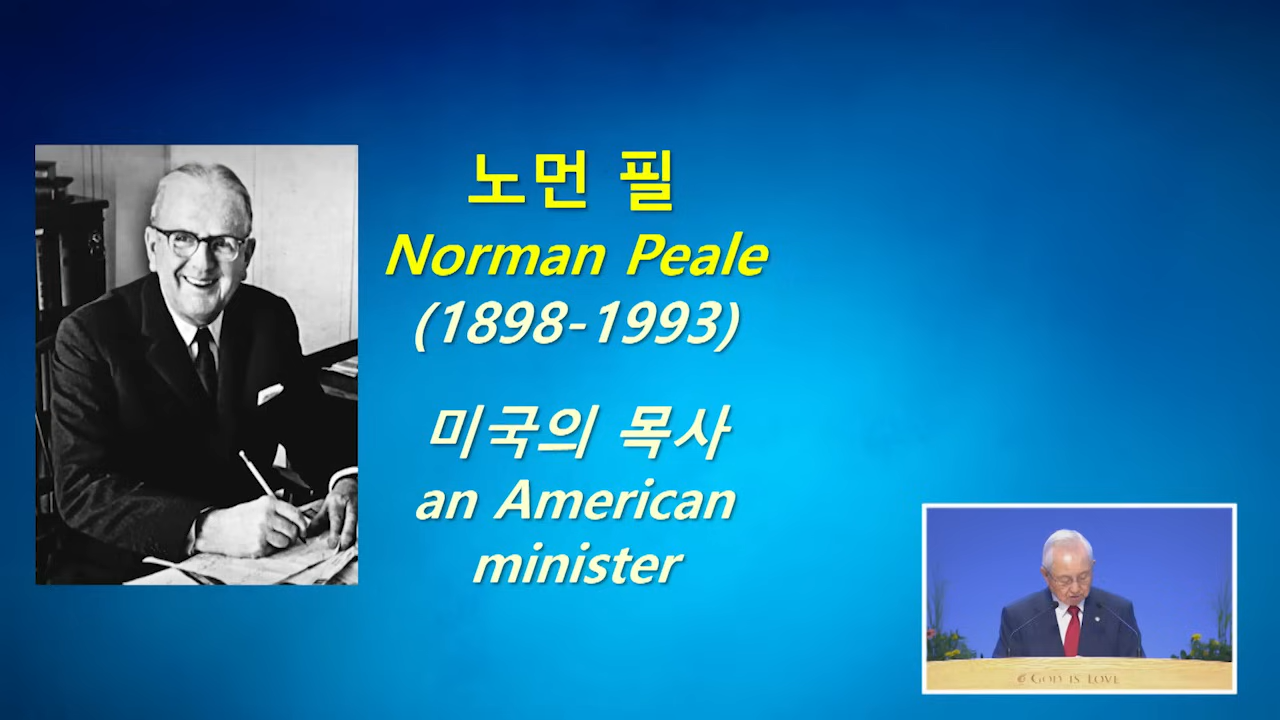 노먼 필
Norman Peale
(1898-1993)
미국의 목사
an American
minister
GOD IS LOVE